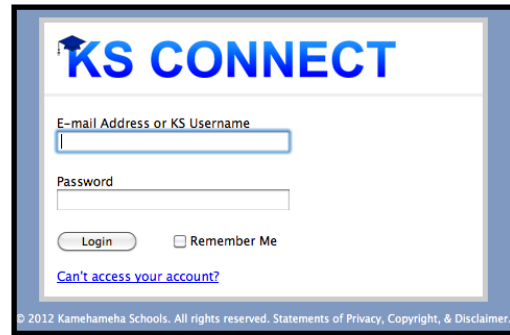 KS CONNECT
E-mail Address or KS Username
Password
Login Remember Me
Can't access your account?
© 2012 Kamehameha Schools. All rights reserved. Statements of Privacy, Copyright, & Disclaimer.